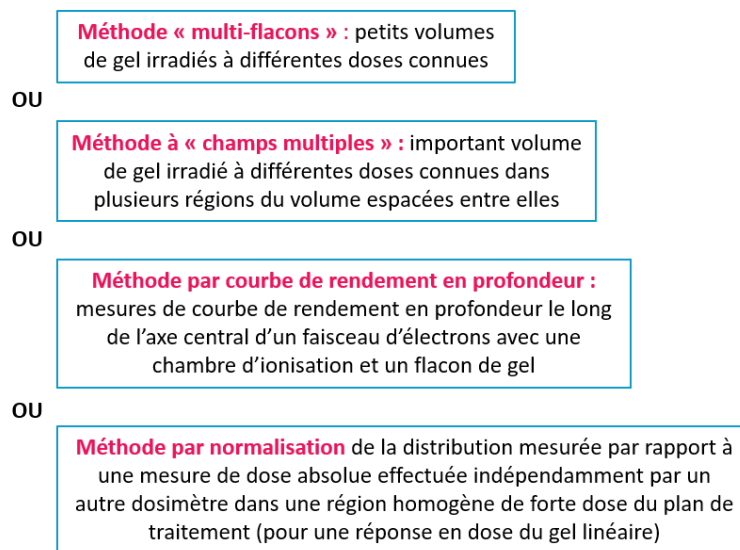 Méthode « multi-flacons » : petits volumes
de gel irradiés à différentes doses connues
OU
Méthode à « champs multiples » : important volume
de gel irradié à différentes doses connues dans
plusieurs régions du volume espacées entre elles
OU
Méthode par courbe de rendement en profondeur :
mesures de courbe de rendement en profondeur le long
de l’axe central d’un faisceau d’électrons avec une
chambre d’ionisation et un flacon de gel
OU
Méthode par normalisation de la distribution mesurée par rapport à
une mesure de dose absolue effectuée indépendamment par un
autre dosimètre dans une région homogène de forte dose du plan de
traitement (pour une réponse en dose du gel linéaire)